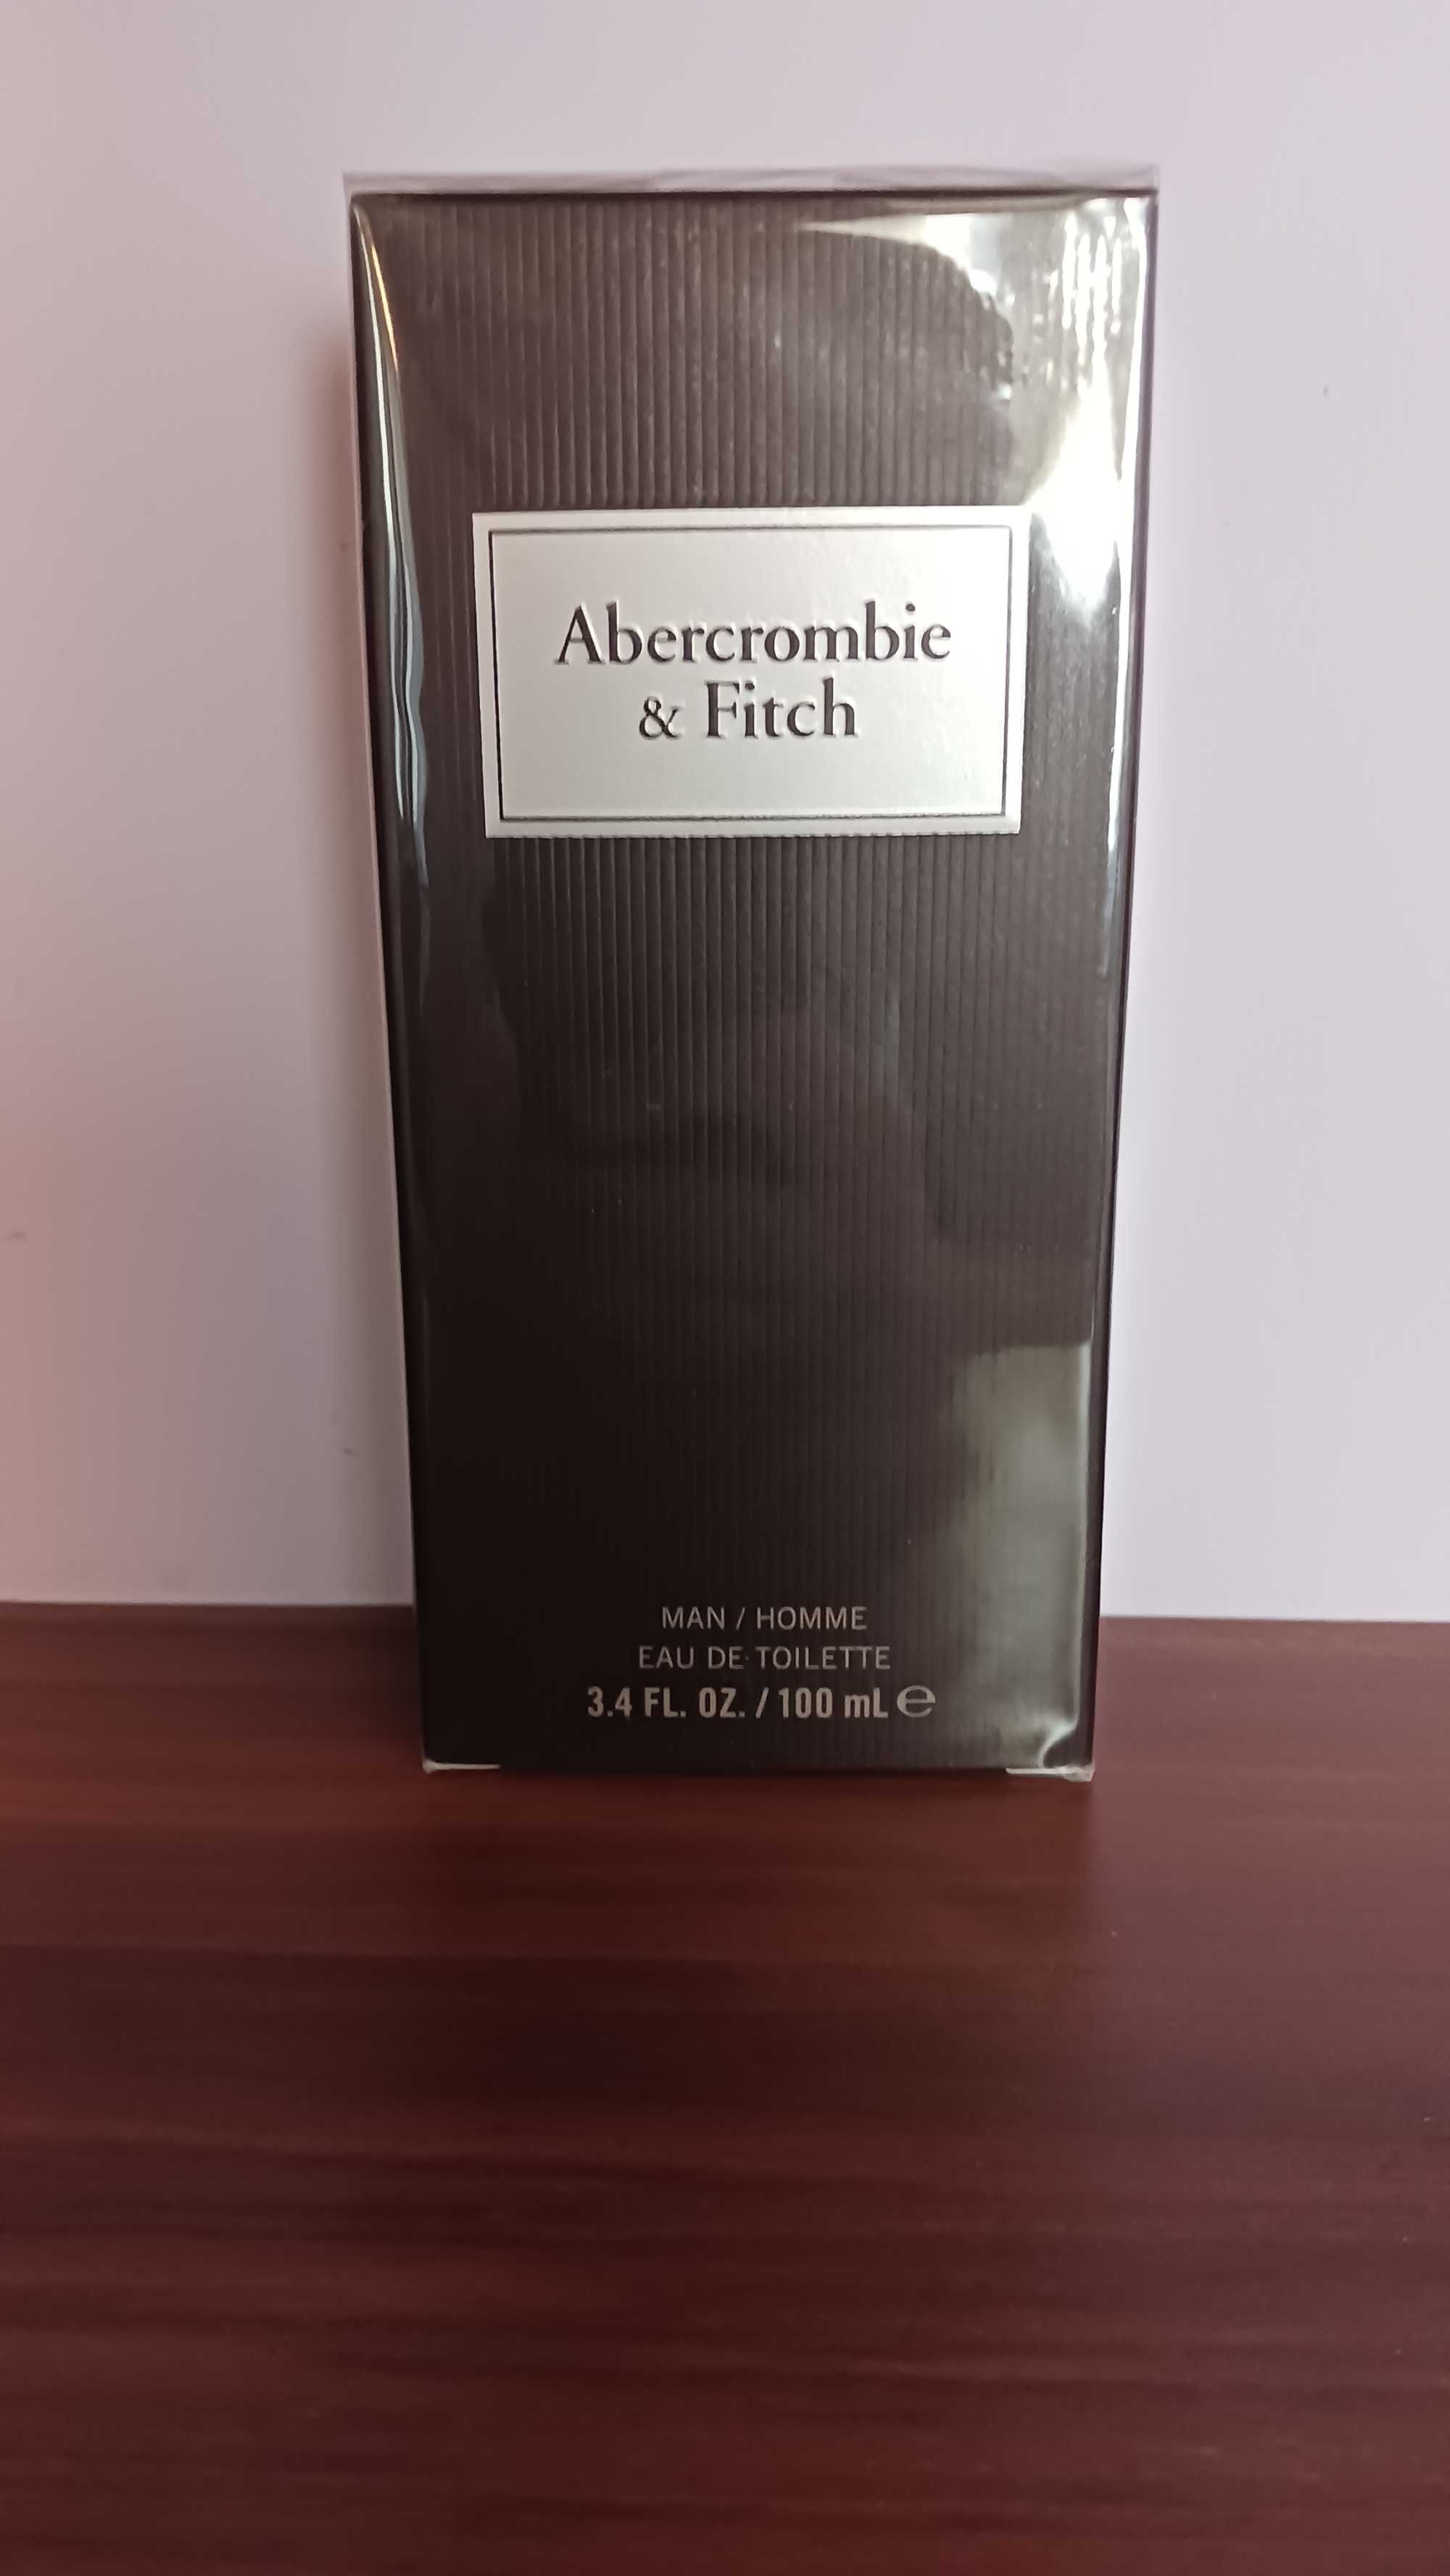 Abercrombie
& Fitch
MAN / HOMME
EAU DE TOILETTE
3.4 FL. OZ. / 100 mL ℮